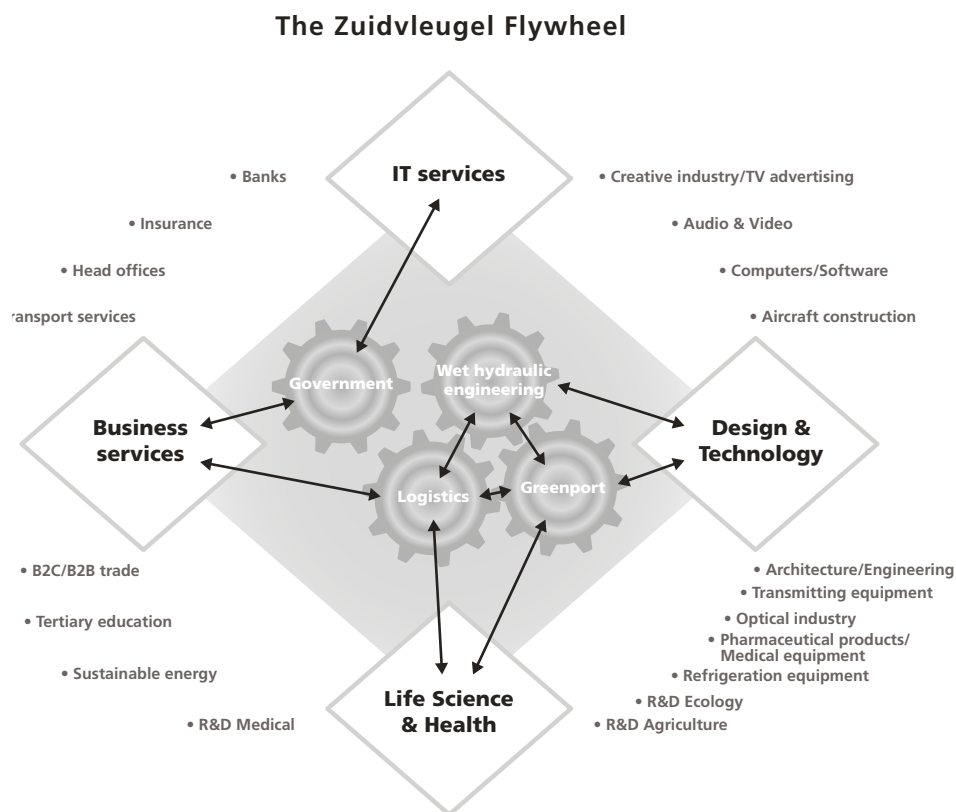 The Zuidvleugel Flywheel
IT services
• Banks
• Creative industry/TV advertising
• Insurance
• Audio & Video
• Head offices
• Computers/Software
ransport services
• Aircraft construction
Government
Wet hydraulic
engineering
Business
services
Design &
Technology
Logistics
Greenport
• B2C/B2B trade
• Architecture/Engineering
• Transmitting equipment
• Tertiary education
• Optical industry
• Pharmaceutical products/
Medical equipment
• Sustainable energy
• Refrigeration equipment
Life Science
& Health
• R&D Ecology
• R&D Medical
• R&D Agriculture